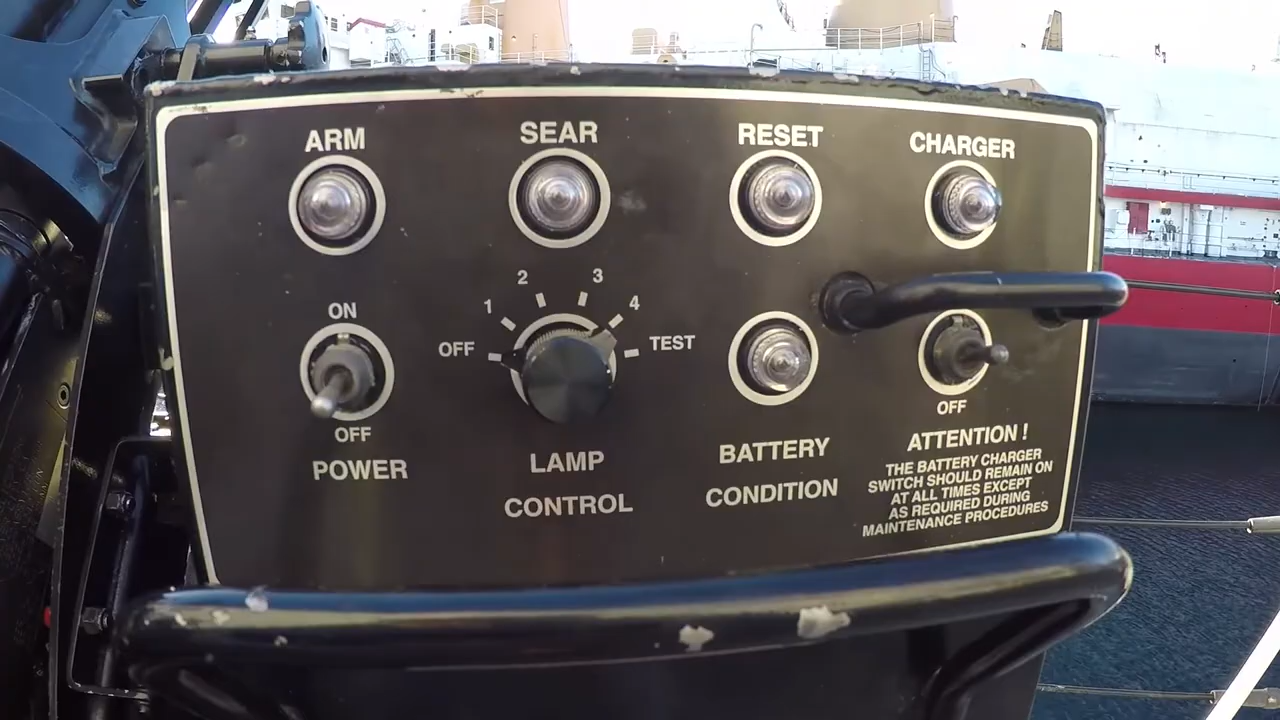 ARM
SEAR
RESET
CHARGER
ON
OFF
POWER
OFF
1
2
3
4
TEST
LAMP
CONTROL
BATTERY
CONDITION
OFF
ATTENTION !
THE BATTERY CHARGER
SWITCH SHOULD REMAIN ON
AT ALL TIMES EXCEPT
AS REQUIRED DURING
MAINTENANCE PROCEDURES